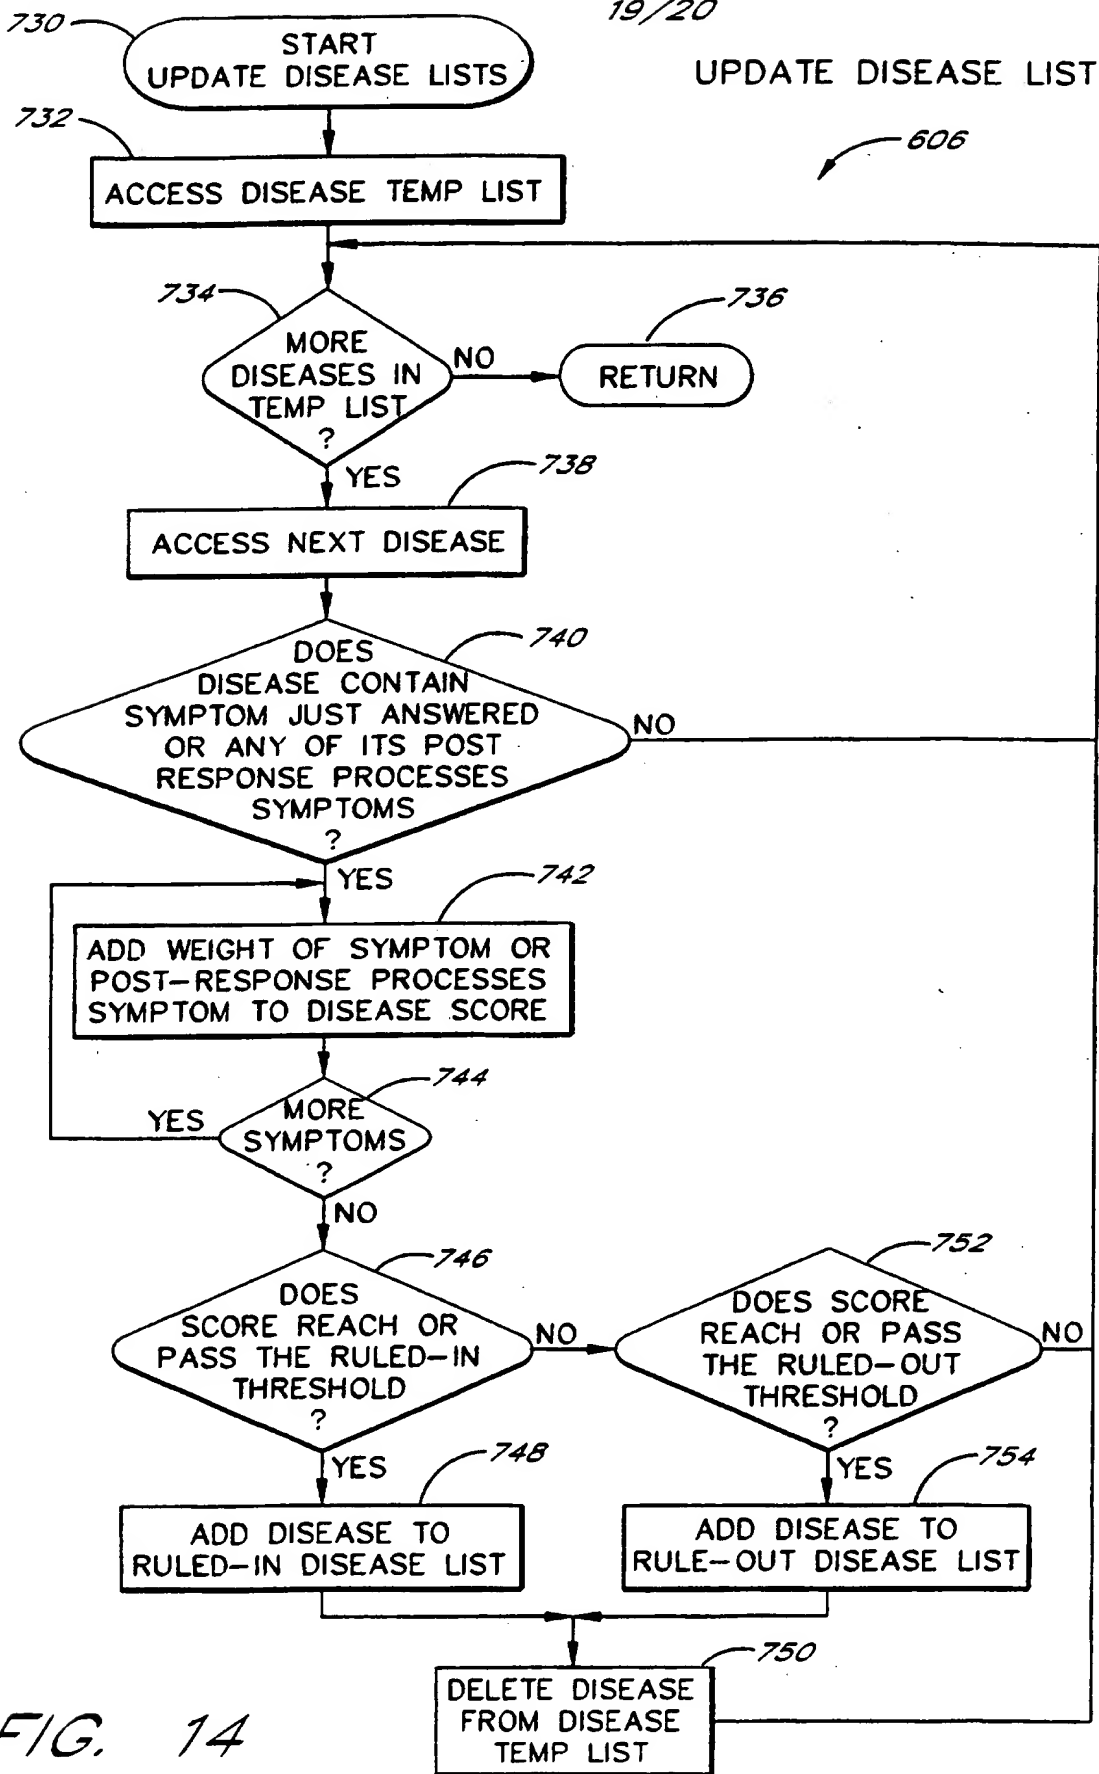 19/20
730
START
UPDATE DISEASE LISTS
UPDATE DISEASE LIST
732
606
ACCESS DISEASE TEMP LIST
734
736
MORE
DISEASES IN
TEMP LIST
?
NO
RETURN
YES
738
ACCESS NEXT DISEASE
740
DOES
DISEASE CONTAIN
SYMPTOM JUST ANSWERED
OR ANY OF ITS POST
RESPONSE PROCESSES
SYMPTOMS
?
NO
YES
742
ADD WEIGHT OF SYMPTOM OR
POST-RESPONSE PROCESSES
SYMPTOM TO DISEASE SCORE
744
MORE
SYMPTOMS
?
YES
NO
746
DOES
SCORE REACH OR
PASS THE RULED-IN
THRESHOLD
?
NO
752
DOES SCORE
REACH OR PASS
THE RULED-OUT
THRESHOLD
?
NO
YES
748
YES
754
ADD DISEASE TO
RULED-IN DISEASE LIST
ADD DISEASE TO
RULE-OUT DISEASE LIST
750
DELETE DISEASE
FROM DISEASE
TEMP LIST
FIG. 14